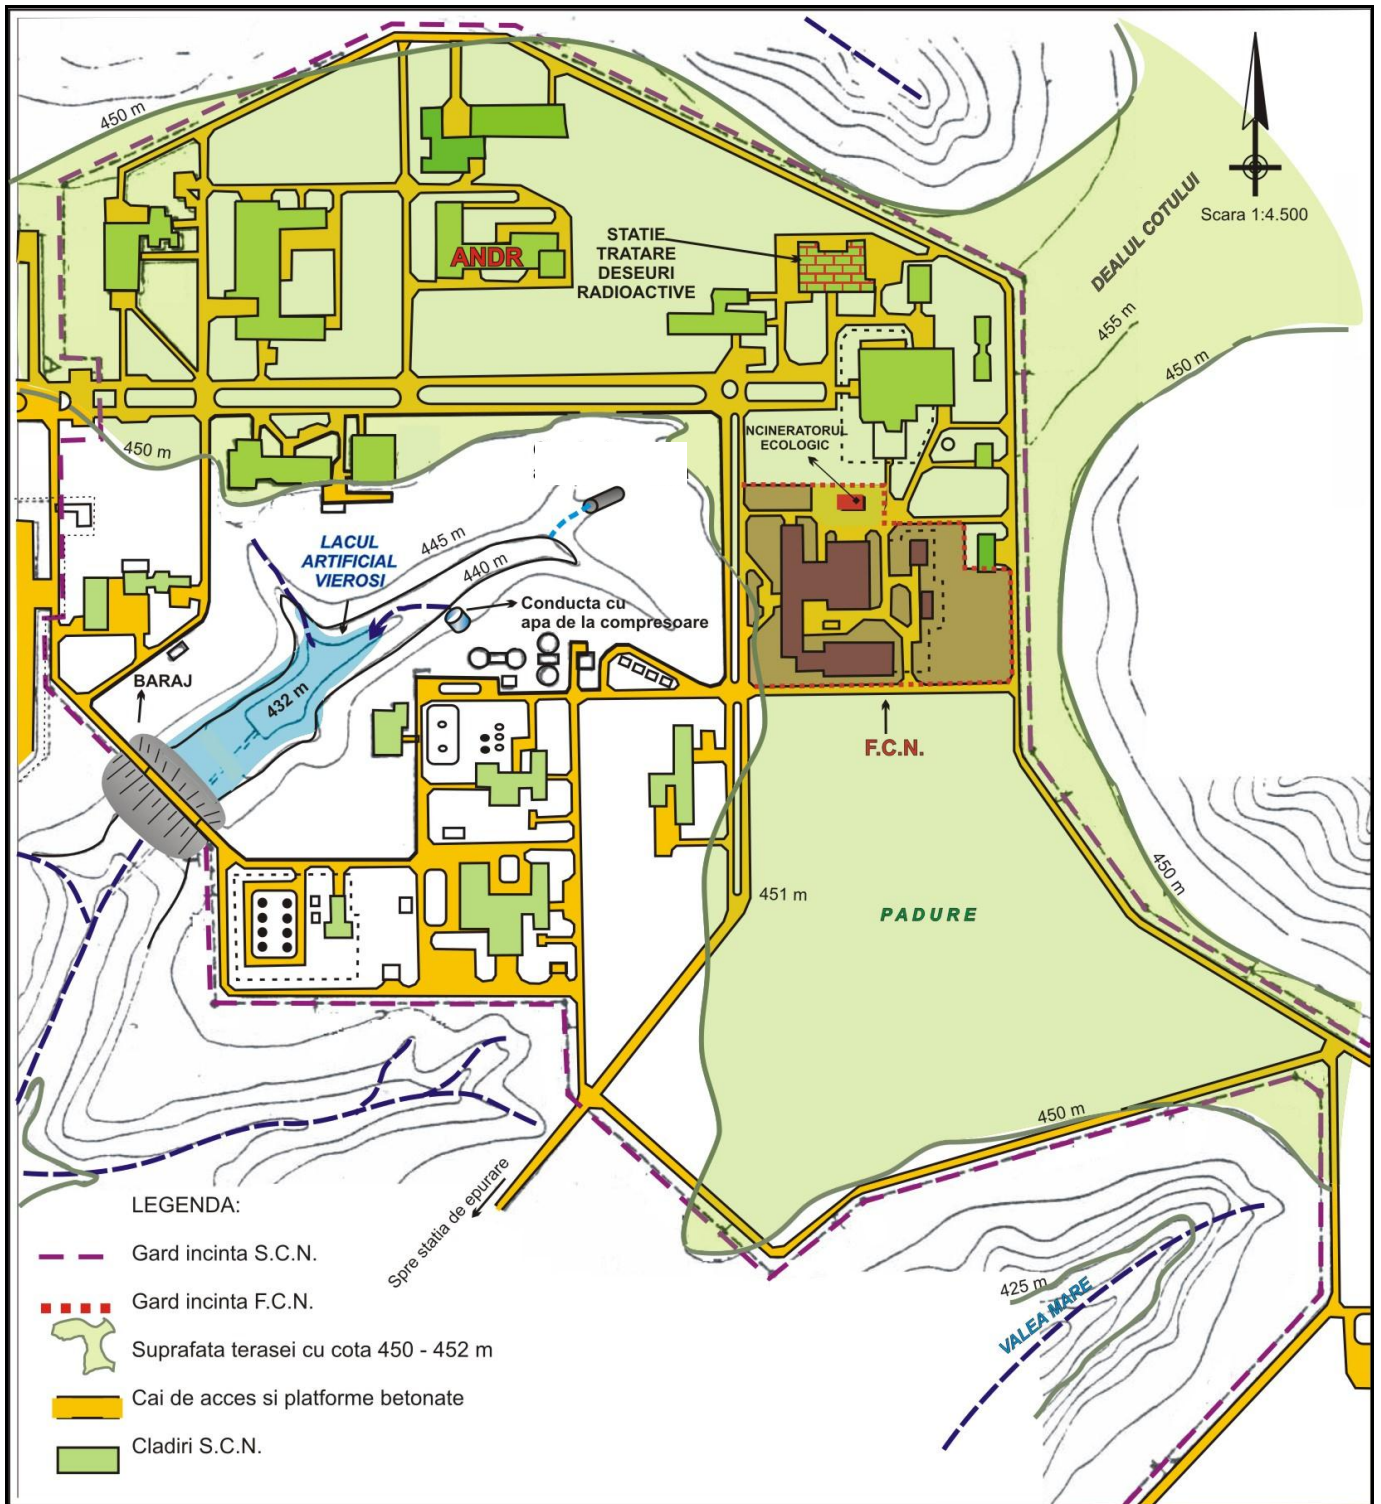 450 m
Scara 1:4.500
DEALUL COTULUI
STATIE
TRATARE
DESEURI
RADIOACTIVE
ANDR
455 m
450 m
450 m
NCINERATORUL
ECOLOGIC
LACUL
ARTIFICIAL
VIEROSI
445 m
440 m
Conducta cu
apa de la compresoare
BARAJ
432 m
F.C.N.
450 m
451 m
PADURE
450 m
Spre statia de epurare
425 m
VALEA MARE
LEGENDA:
Gard incinta S.C.N.
Gard incinta F.C.N.
Suprafata terasei cu cota 450 - 452 m
Cai de acces si platforme betonate
Cladiri S.C.N.